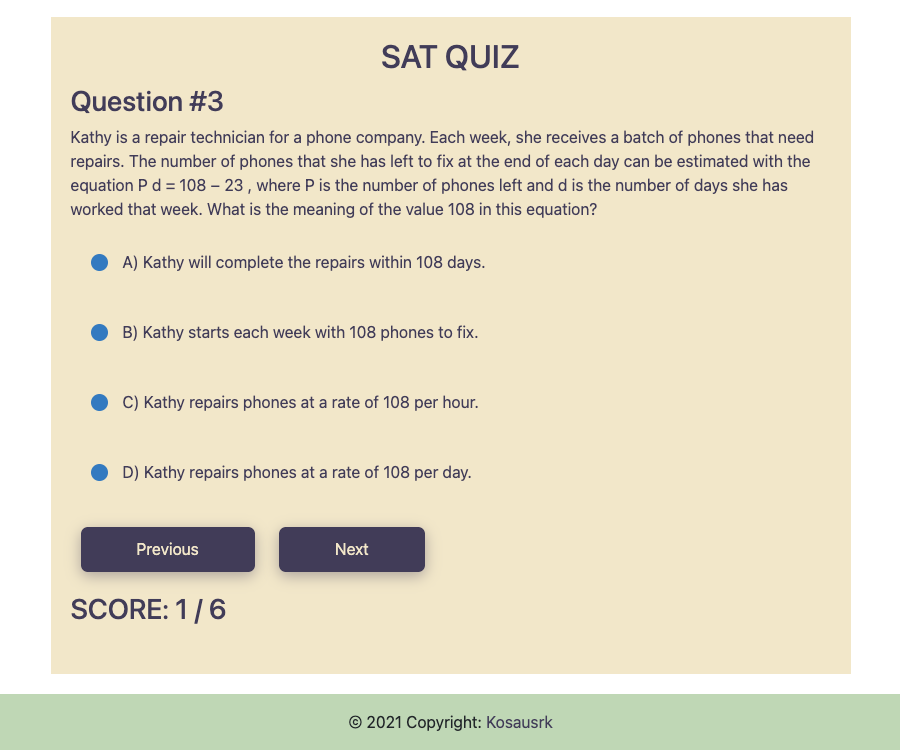 SAT QUIZ
Question #3
Kathy is a repair technician for a phone company. Each week, she receives a batch of phones that need
repairs. The number of phones that she has left to fix at the end of each day can be estimated with the
equation P d = 108 – 23 , where P is the number of phones left and d is the number of days she has
worked that week. What is the meaning of the value 108 in this equation?
A) Kathy will complete the repairs within 108 days.
B) Kathy starts each week with 108 phones to fix.
C) Kathy repairs phones at a rate of 108 per hour.
D) Kathy repairs phones at a rate of 108 per day.
Previous Next
SCORE: 1 / 6
© 2021 Copyright: Kosausrk